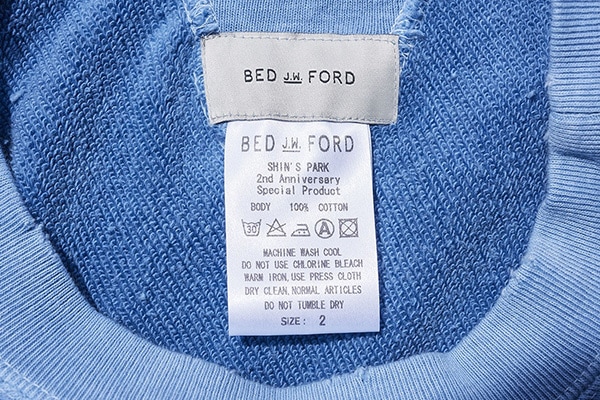 BED J.W. FORD
BED J.W. FORD
SHIN'S PARK
2nd Anniversary
Special Product
BODY 100% COTTON
30 A
MACHINE WASH COOL
DO NOT USE CHLORINE BLEACH
WARM IRON, USE PRESS CLOTH
DRY CLEAN, NORMAL ARTICLES
DO NOT TUMBLE DRY
SIZE: 2